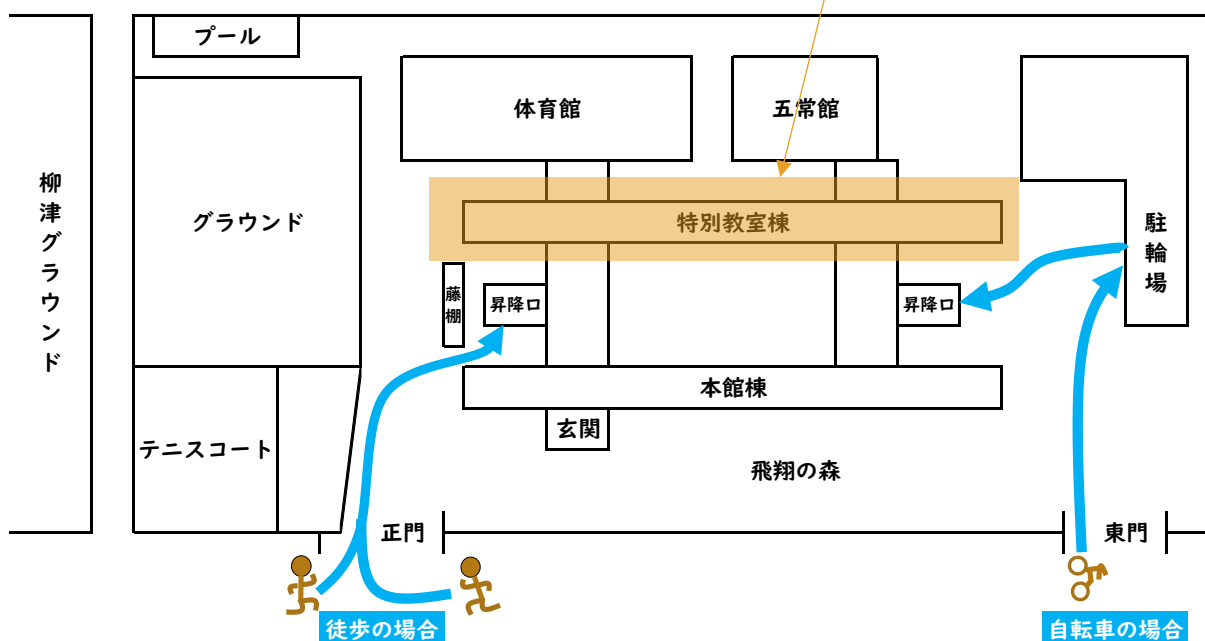 プール
体育館
五常館
柳津グラウンド
グラウンド
特別教室棟
駐輪場
藤棚
昇降口
昇降口
本館棟
玄関
テニスコート
飛翔の森
正門
東門
徒歩の場合
自転車の場合